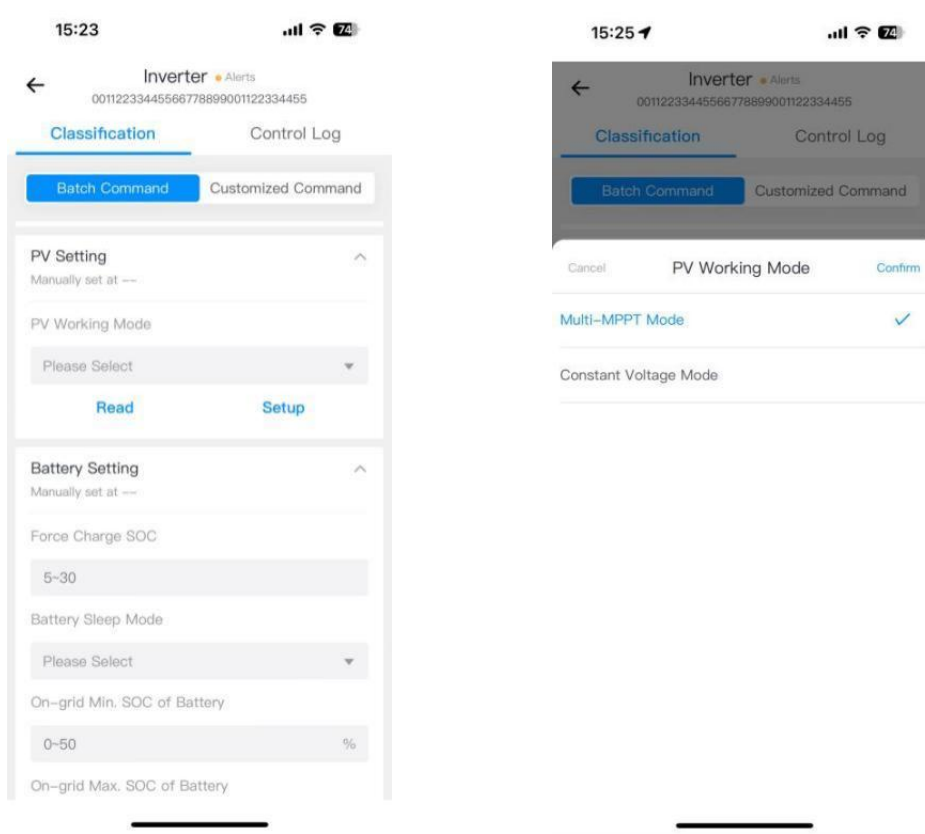 15:23
74
Inverter Alerts
00112233445566778899001122334455
Classification Control Log
Batch Command Customized Command
PV Setting
Manually set at --
PV Working Mode
Please Select
Read Setup
Battery Setting
Manually set at --
Force Charge SOC
5~30
Battery Sleep Mode
Please Select
On-grid Min. SOC of Battery
0~50 %
On-grid Max. SOC of Battery
15:25
74
Inverter Alerts
00112233445566778899001122334455
Classification Control Log
Batch Command Customized Command
Cancel PV Working Mode Confirm
Multi-MPPT Mode
Constant Voltage Mode